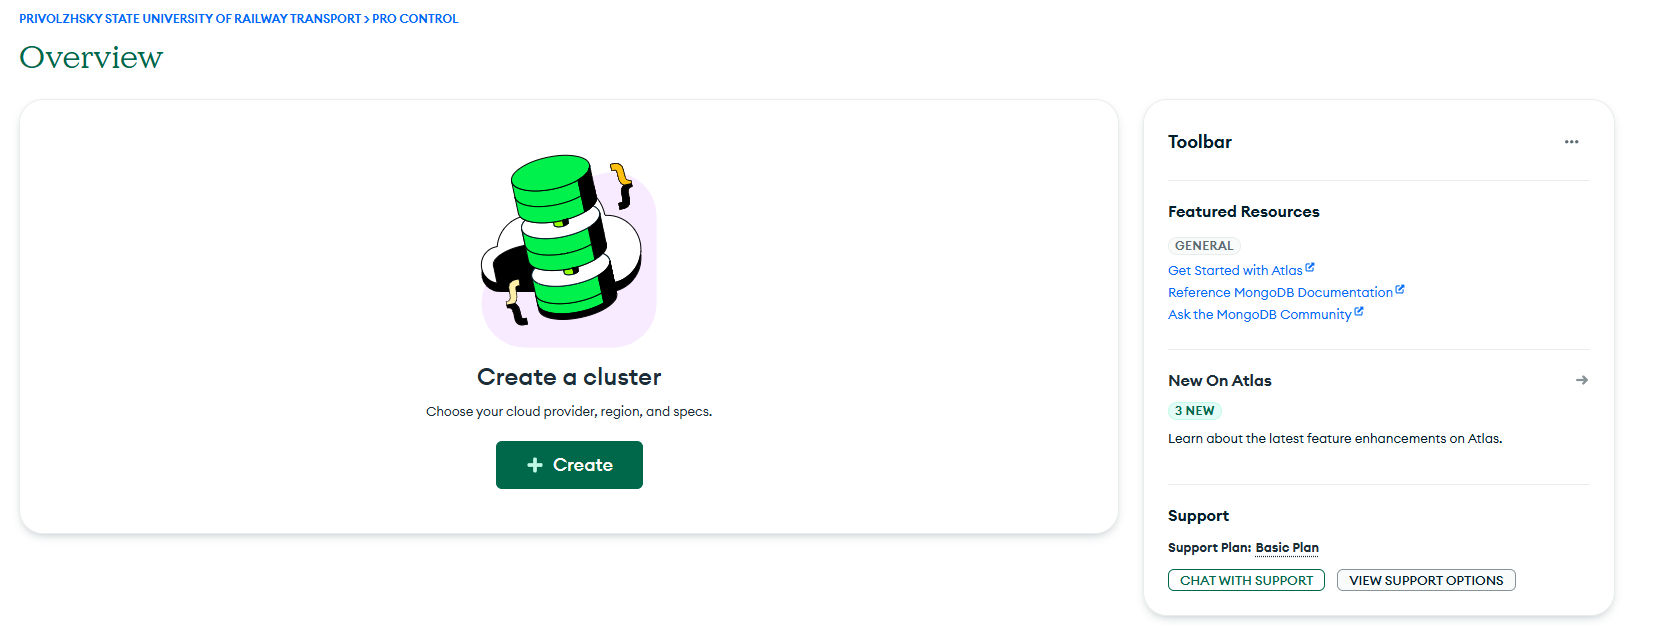 PRIVOLZHSKY STATE UNIVERSITY OF RAILWAY TRANSPORT > PRO CONTROL
Overview
Create a cluster
Choose your cloud provider, region, and specs.
+ Create
Toolbar
Featured Resources
GENERAL
Get Started with Atlas
Reference MongoDB Documentation
Ask the MongoDB Community
New On Atlas
3 NEW
Learn about the latest feature enhancements on Atlas.
Support
Support Plan: Basic Plan
CHAT WITH SUPPORT VIEW SUPPORT OPTIONS